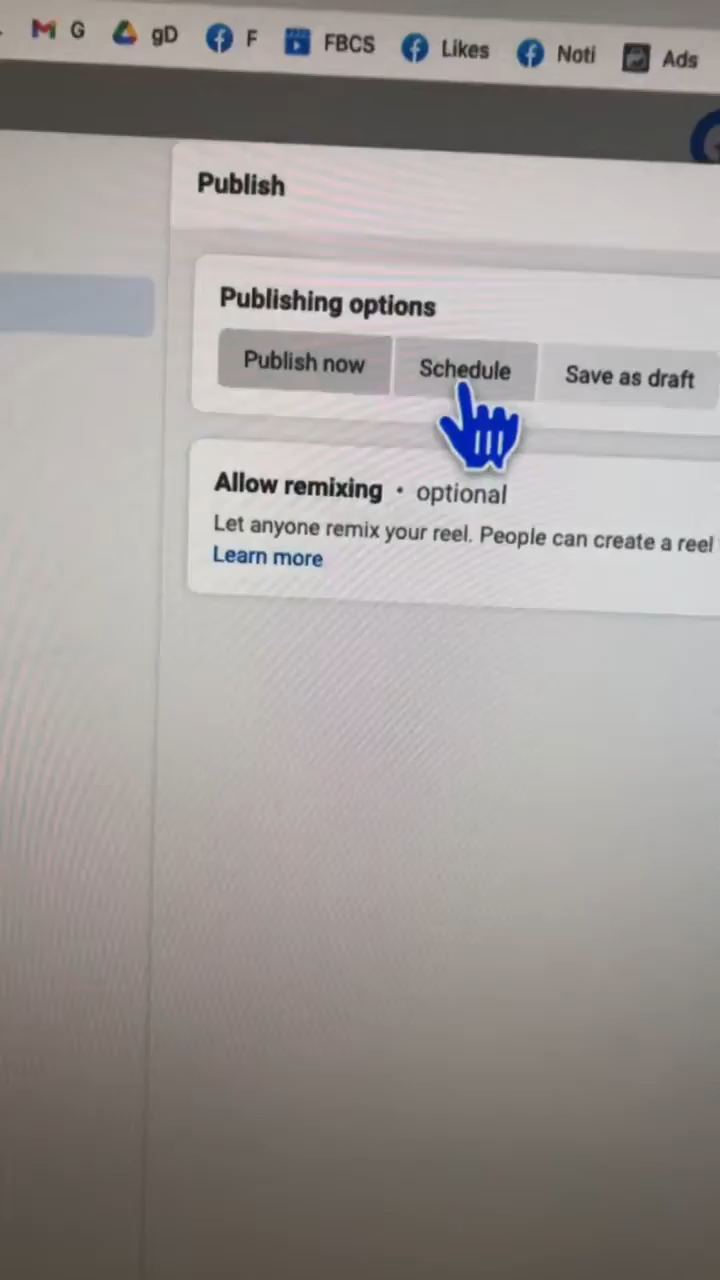 G gD F FBCS Likes Noti Ads
Publish
Publishing options
Publish now Schedule Save as draft
Allow remixing • optional
Let anyone remix your reel. People can create a reel
Learn more